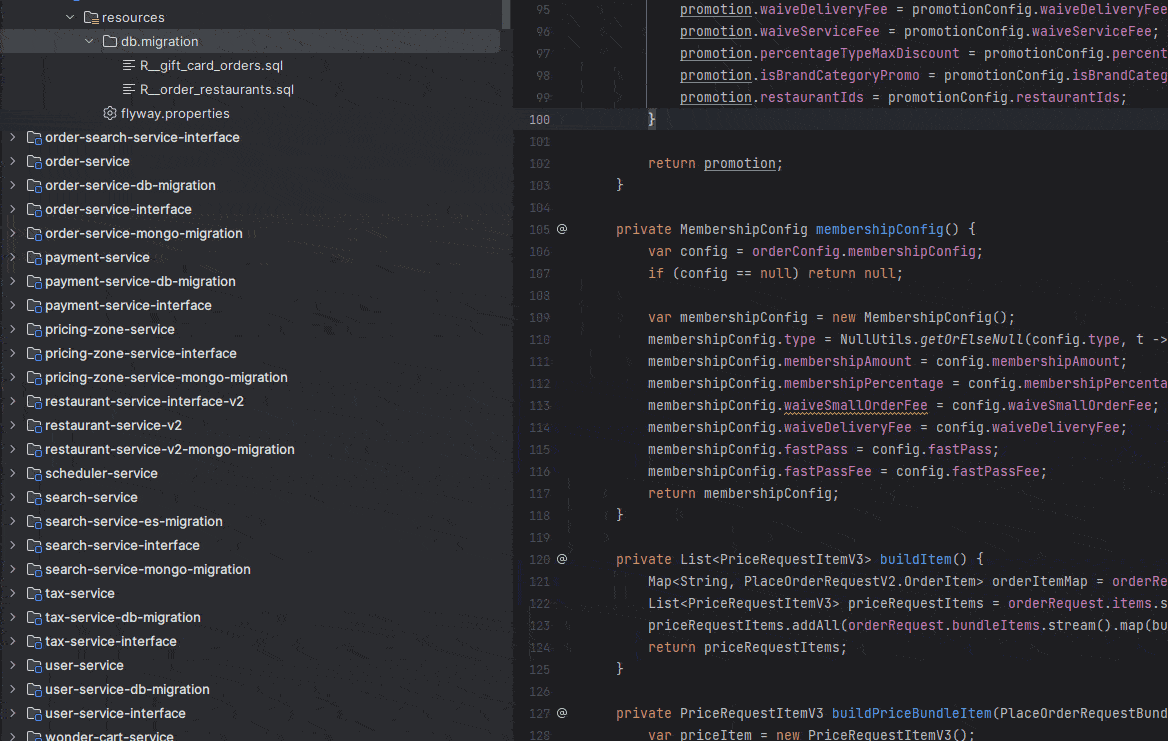 resources
db.migration
R__gift_card_orders.sql
R__order_restaurants.sql
flyway.properties
order-search-service-interface
order-service
order-service-db-migration
order-service-interface
order-service-mongo-migration
payment-service
payment-service-db-migration
payment-service-interface
pricing-zone-service
pricing-zone-service-interface
pricing-zone-service-mongo-migration
restaurant-service-interface-v2
restaurant-service-v2
restaurant-service-v2-mongo-migration
scheduler-service
search-service
search-service-es-migration
search-service-interface
search-service-mongo-migration
tax-service
tax-service-db-migration
tax-service-interface
user-service
user-service-db-migration
user-service-interface
wonder-cart-service
95 promotion.waiveDeliveryFee = promotionConfig.waiveDeliveryFee
96 promotion.waiveServiceFee = promotionConfig.waiveServiceFee;
97 promotion.percentageTypeMaxDiscount = promotionConfig.percent
98 promotion.isBrandCategoryPromo = promotionConfig.isBrandCateg
99 promotion.restaurantIds = promotionConfig.restaurantIds;
100 }
101
102 return promotion;
103 }
104
105 @ private MembershipConfig membershipConfig() {
106 var config = orderConfig.membershipConfig;
107 if (config == null) return null;
108
109 var membershipConfig = new MembershipConfig();
110 membershipConfig.type = NullUtils.getOrElseNull(config.type, t ->
111 membershipConfig.membershipAmount = config.membershipAmount;
112 membershipConfig.membershipPercentage = config.membershipPercenta
113 membershipConfig.waiveSmallOrderFee = config.waiveSmallOrderFee;
114 membershipConfig.waiveDeliveryFee = config.waiveDeliveryFee;
115 membershipConfig.fastPass = config.fastPass;
116 membershipConfig.fastPassFee = config.fastPassFee;
117 return membershipConfig;
118 }
119
120 @ private List<PriceRequestItemV3> buildItem() {
121 Map<String, PlaceOrderRequestV2.OrderItem> orderItemMap = orderRe
122 List<PriceRequestItemV3> priceRequestItems = orderRequest.items.s
123 priceRequestItems.addAll(orderRequest.bundleItems.stream().map(bu
124 return priceRequestItems;
125 }
126
127 @ private PriceRequestItemV3 buildPriceBundleItem(PlaceOrderRequestBund
128 var priceItem = new PriceRequestItemV3();